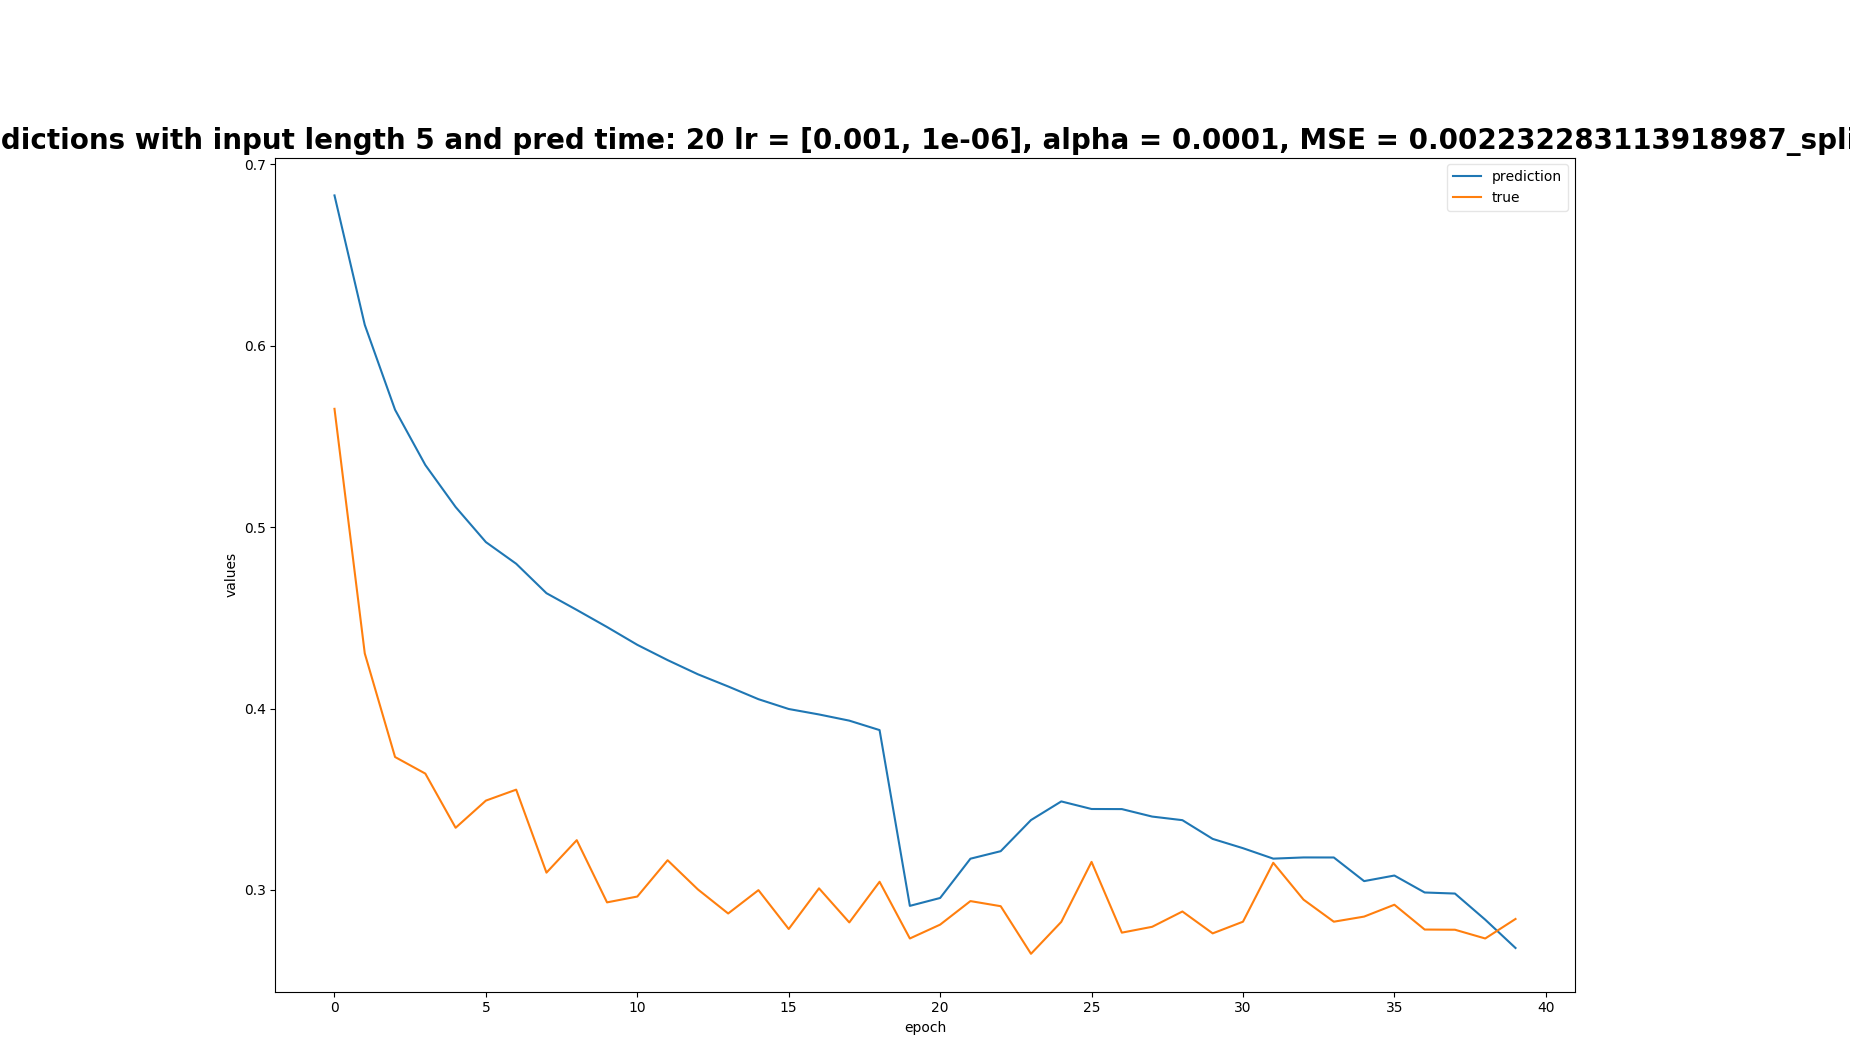 dictions with input length 5 and pred time: 20 lr = [0.001, 1e-06], alpha = 0.0001, MSE = 0.002232283113918987_spli
prediction
true
0.7
0.6
0.5
0.4
0.3
values
0 5 10 15 20 25 30 35 40
epoch